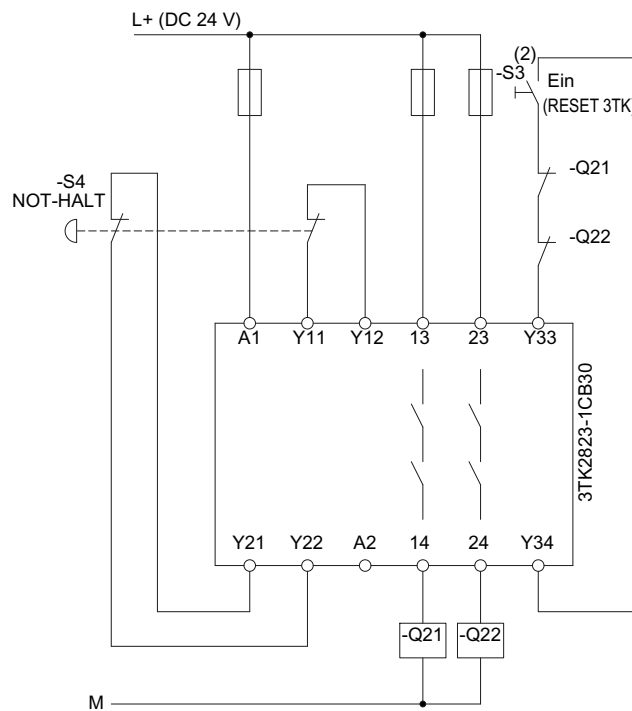 L+ (DC 24 V)
(2)
-S3
Ein
(RESET 3TK)
-S4
NOT-HALT
-Q21
-Q22
A1
Y11
Y12
13
23
Y33
3TK2823-1CB30
Y21
Y22
A2
14
24
Y34
-Q21
-Q22
M